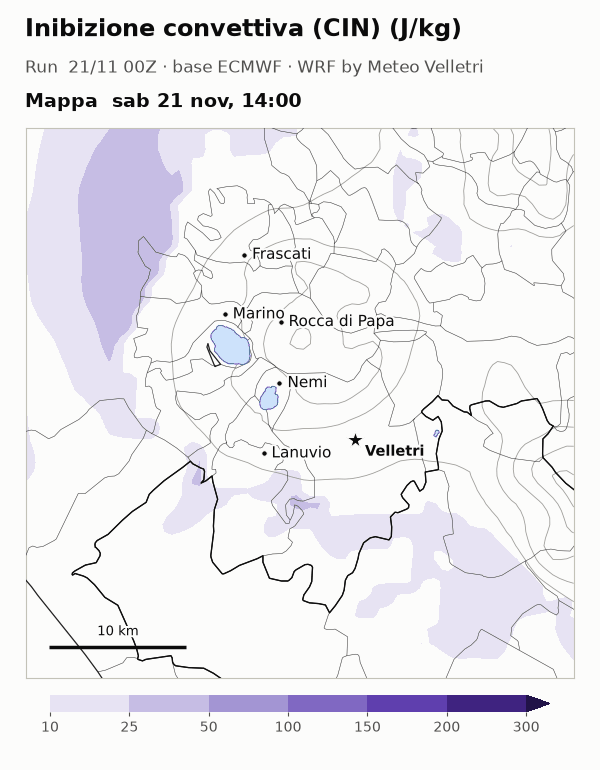 Inibizione convettiva (CIN) (J/kg)
Run 21/11 00Z · base ECMWF · WRF by Meteo Velletri
Mappa sab 21 nov, 14:00
Frascati
Marino
Rocca di Papa
Nemi
Velletri
Lanuvio
10 km
10 25 50 100 150 200 300